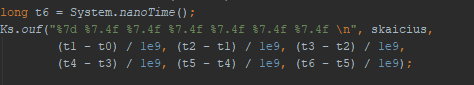 long t6 = System.nanoTime();
Ks.ouf("%7d %7.4f %7.4f %7.4f %7.4f %7.4f %7.4f \n", skaicius,
(t1 - t0) / 1e9, (t2 - t1) / 1e9, (t3 - t2) / 1e9,
(t4 - t3) / 1e9, (t5 - t4) / 1e9, (t6 - t5) / 1e9);